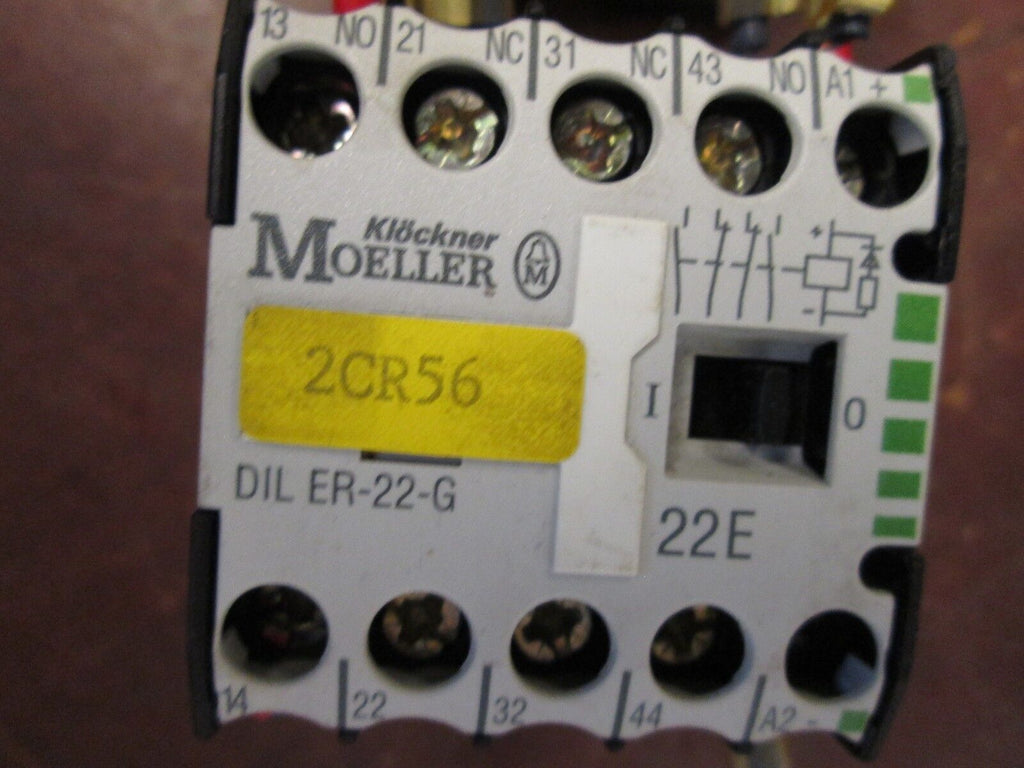 13 NO 21 NC 31 NC 43 NO A1 +
Klöckner
MOELLER
M
+
-
2CR56
I O
DIL ER-22-G
22E
14 22 32 44 A2 -